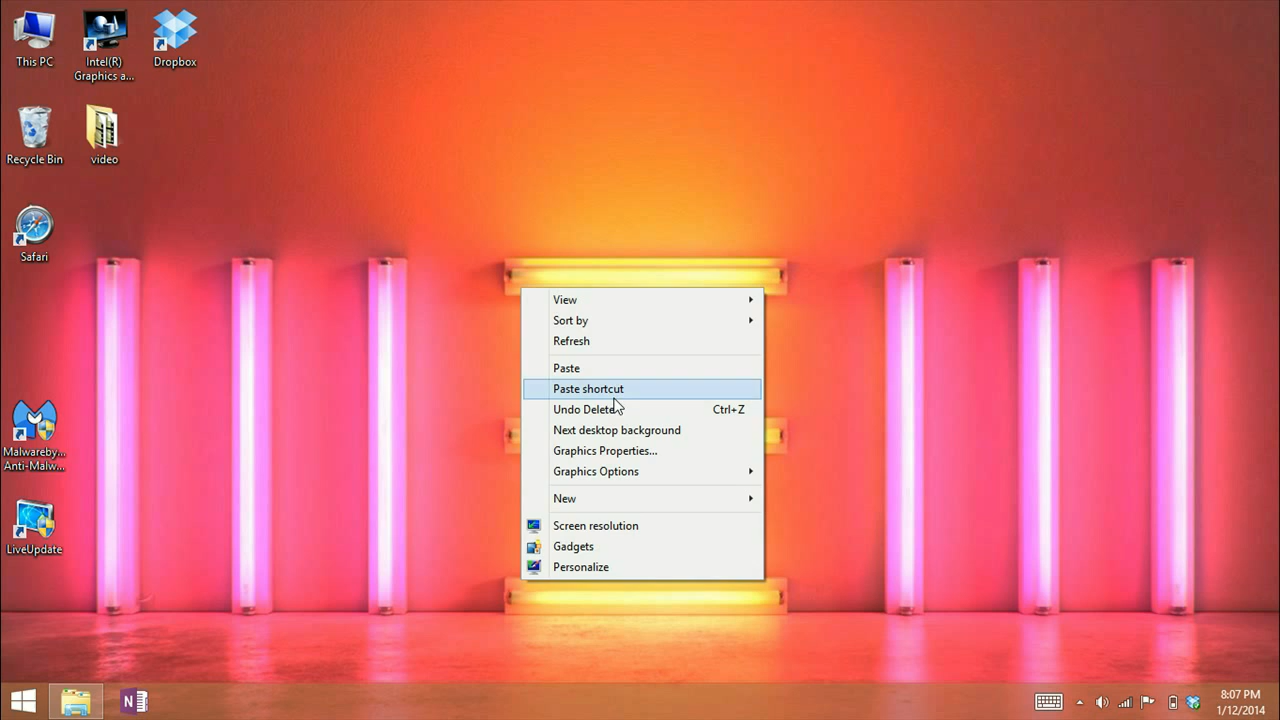 This PC
Intel(R)
Graphics a...
Dropbox
Recycle Bin
video
Safari
Malwareby...
Anti-Malw...
LiveUpdate
View
Sort by
Refresh
Paste
Paste shortcut
Undo Delete Ctrl+Z
Next desktop background
Graphics Properties...
Graphics Options
New
Screen resolution
Gadgets
Personalize
N
8:07 PM
1/12/2014